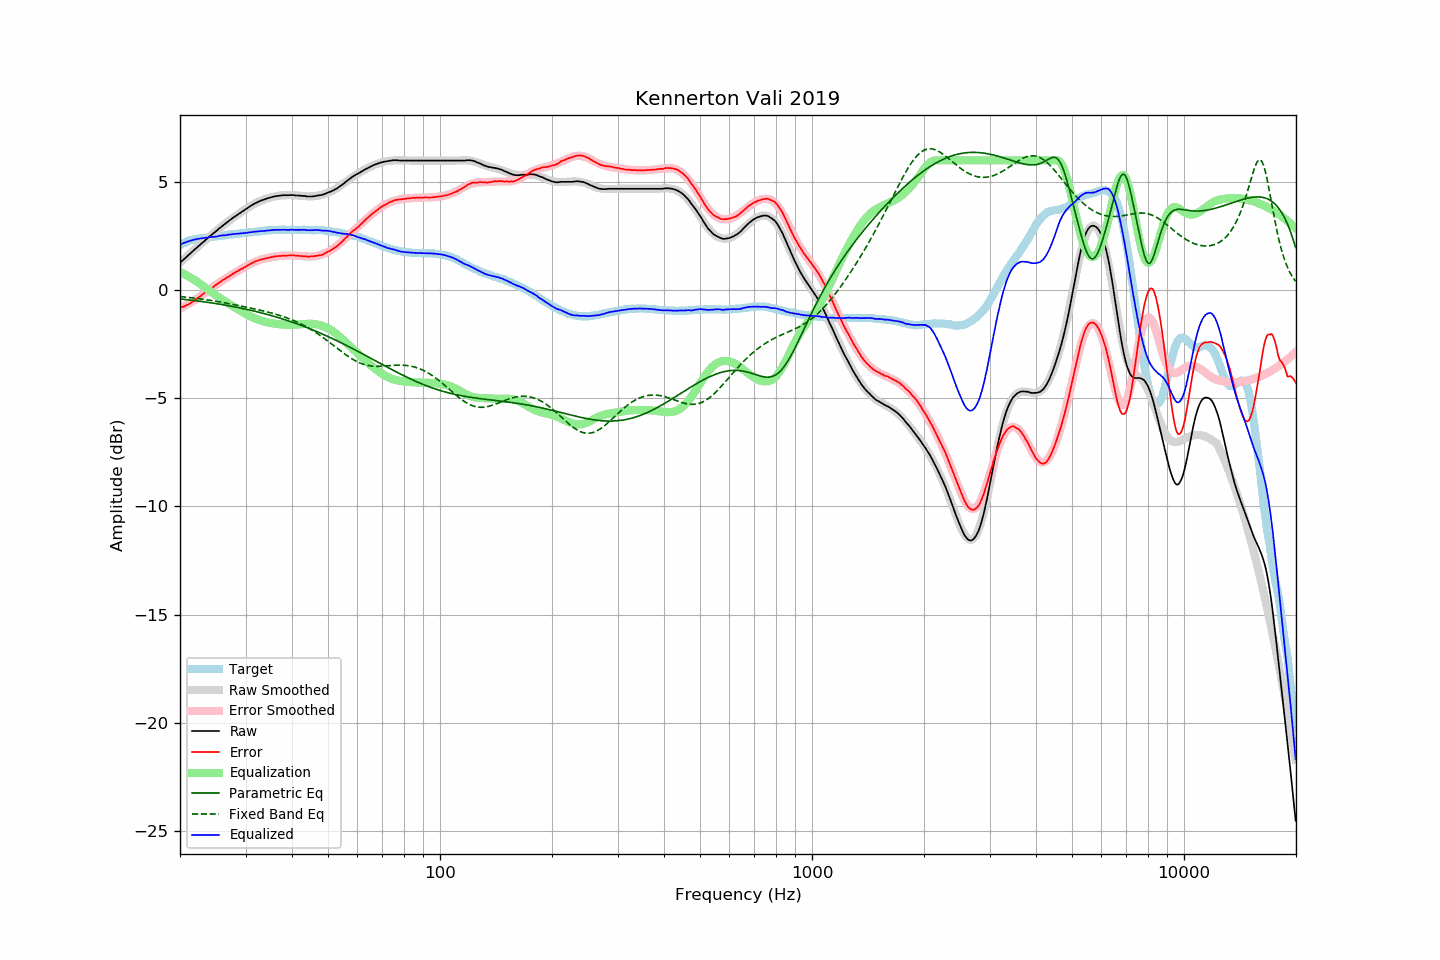 Kennerton Vali 2019
Amplitude (dBr)
5
0
−5
−10
−15
−20
−25
Target
Raw Smoothed
Error Smoothed
Raw
Error
Equalization
Parametric Eq
Fixed Band Eq
Equalized
100
1000
10000
Frequency (Hz)